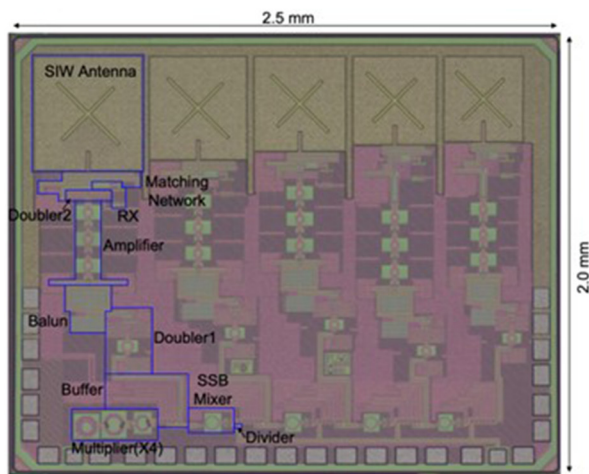 2.5 mm
SIW Antenna
Matching
Network
Doubler2
RX
Amplifier
2.0 mm
Balun
Doubler1
Buffer
SSB
Mixer
Multiplier(X4)
Divider